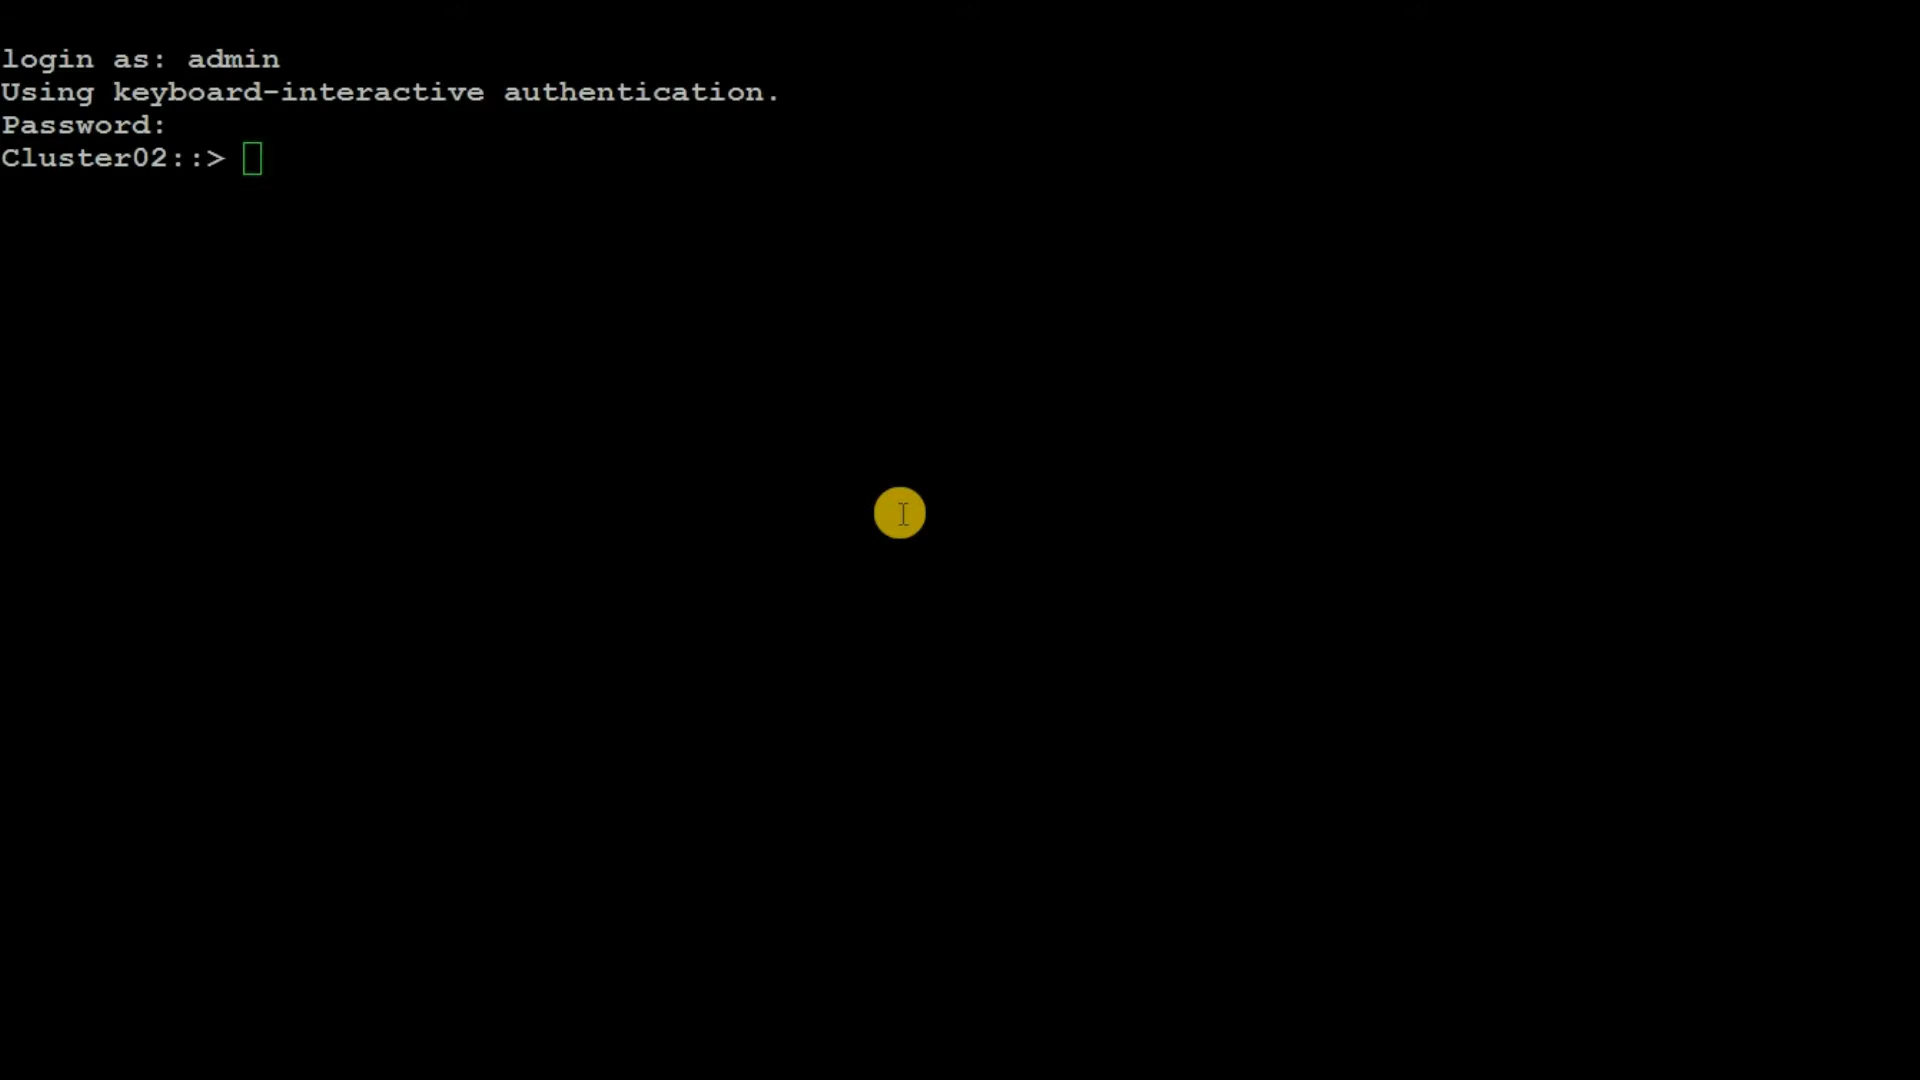 login as: admin
Using keyboard-interactive authentication.
Password:
Cluster02::>